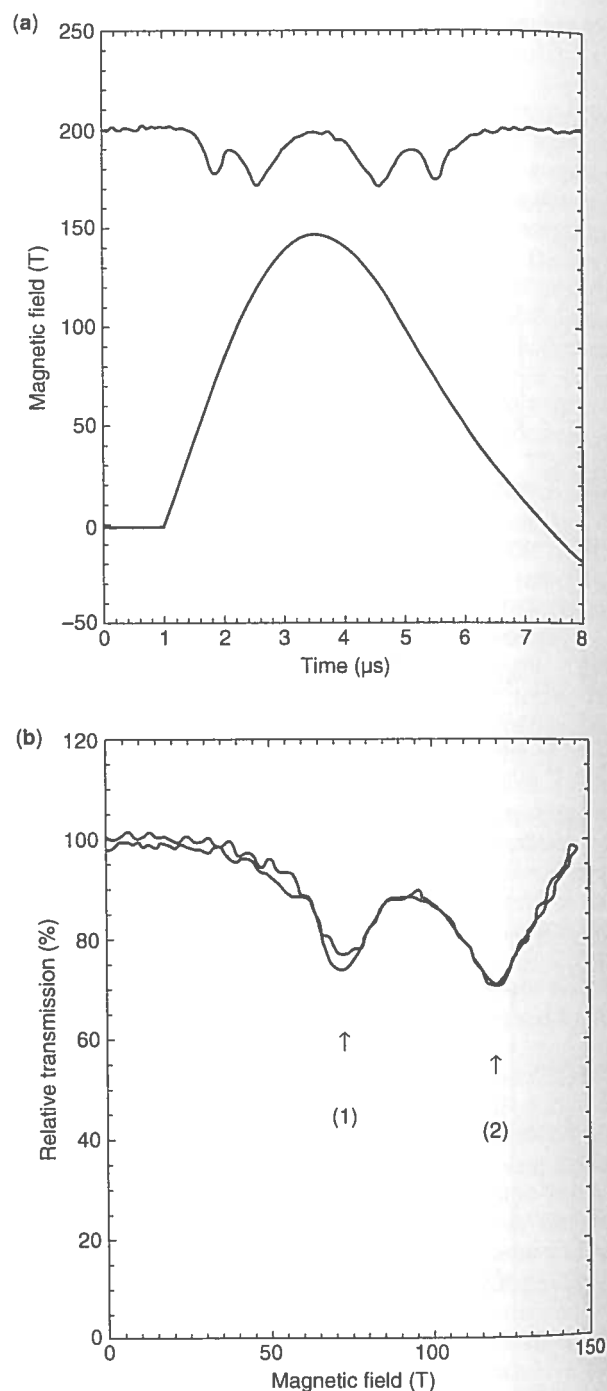 (a)
250
200
150
100
50
0
−50
Magnetic field (T)
0 1 2 3 4 5 6 7 8
Time (µs)
(b)
120
100
80
60
40
20
0
Relative transmission (%)
↑ ↑
(1) (2)
0 50 100 150
Magnetic field (T)